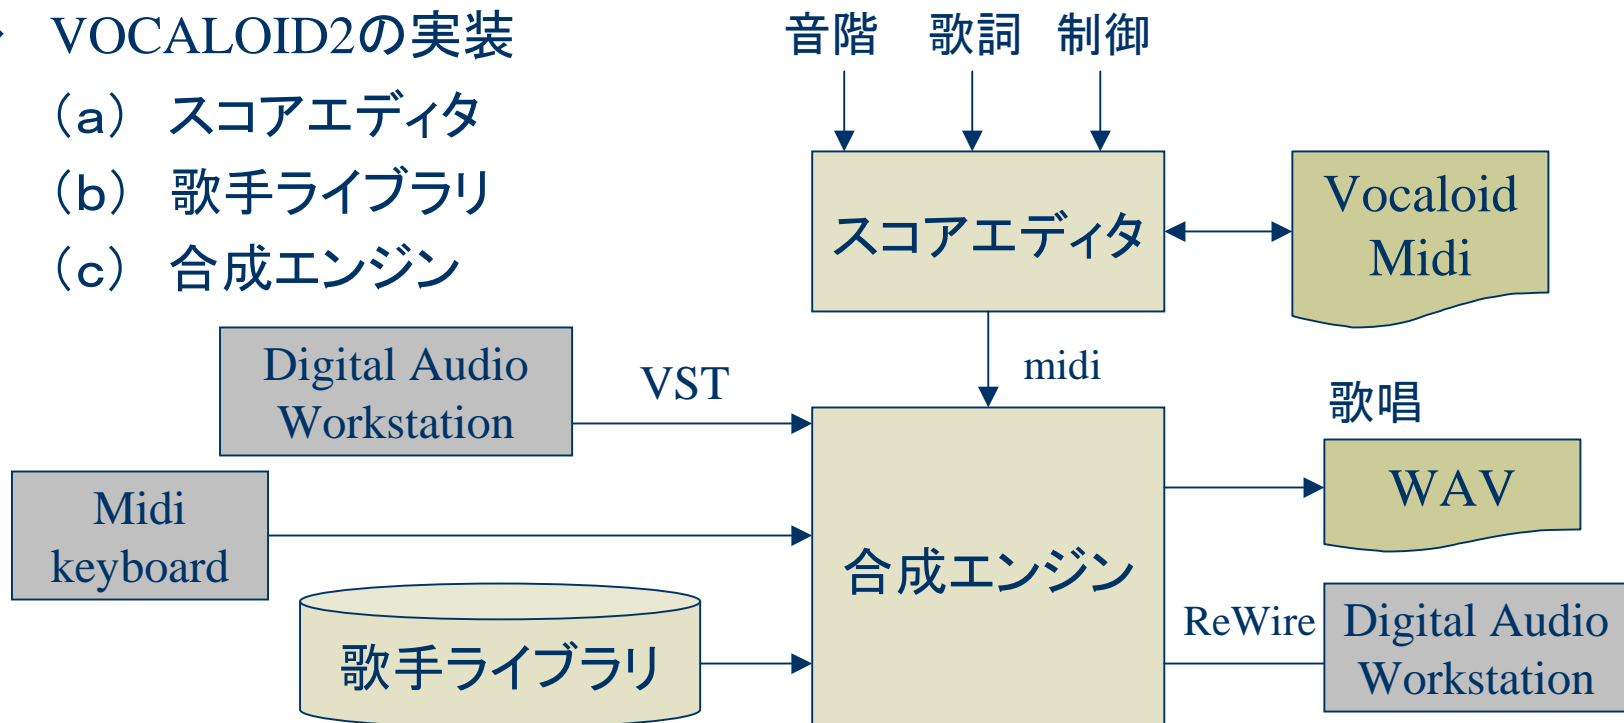 VOCALOID2の実装
(a) スコアエディタ
(b) 歌手ライブラリ
(c) 合成エンジン
音階 歌詞 制御
スコアエディタ
Vocaloid
Midi
midi
Digital Audio
Workstation
VST
Midi
keyboard
歌手ライブラリ
合成エンジン
歌唱
WAV
ReWire
Digital Audio
Workstation